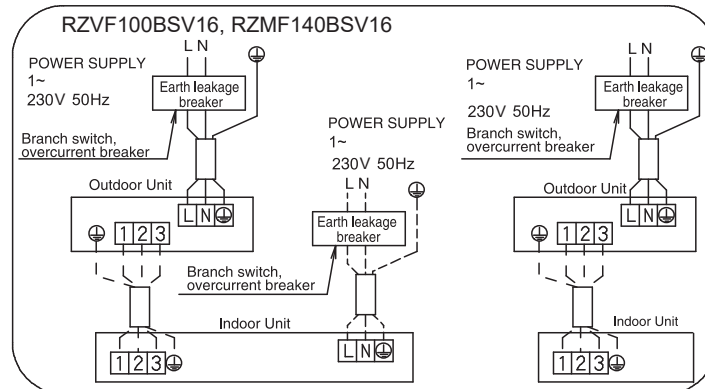 RZVF100BSV16, RZMF140BSV16
L N
POWER SUPPLY
1~
230V 50Hz
Earth leakage
breaker
Branch switch,
overcurrent breaker
Outdoor Unit
L N
1 2 3
POWER SUPPLY
1~
230V 50Hz
L N
Earth leakage
breaker
Branch switch,
overcurrent breaker
Indoor Unit
1 2 3
L N
L N
POWER SUPPLY
1~
230V 50Hz
Earth leakage
breaker
Branch switch,
overcurrent breaker
Outdoor Unit
L N
1 2 3
Indoor Unit
1 2 3